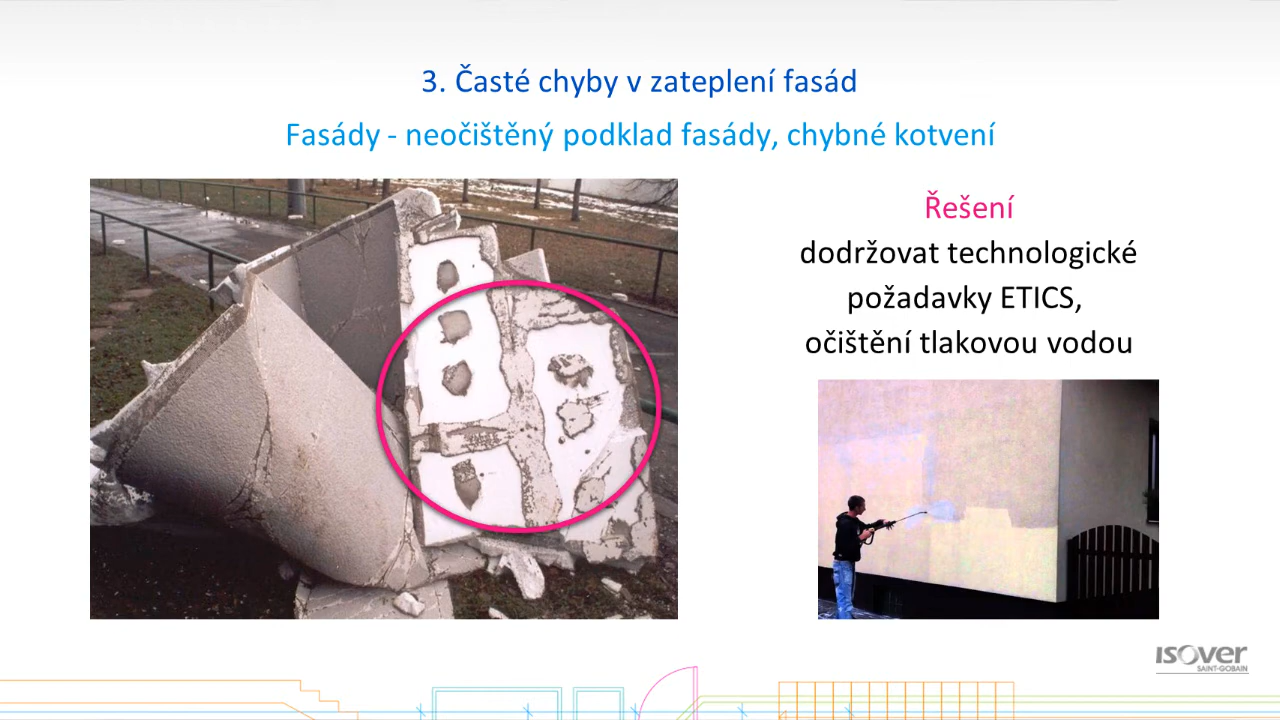 3. Časté chyby v zateplení fasád
Fasády - neočištěný podklad fasády, chybné kotvení
Řešení
dodržovat technologické
požadavky ETICS,
očištění tlakovou vodou
isover
SAINT-GOBAIN